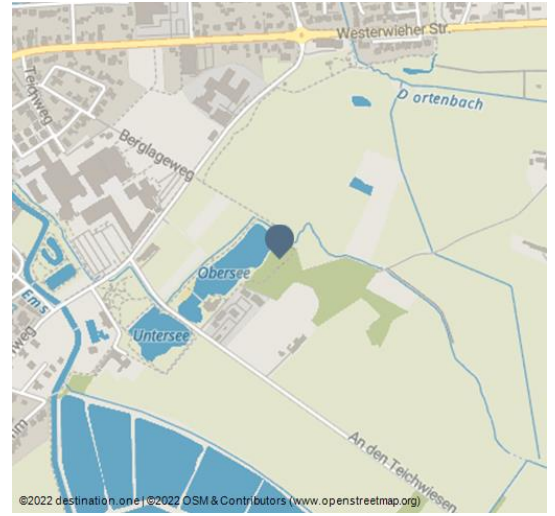 Westerwieher Str.
Teichweg
Dortenbach
Berglageweg
Obersee
Ems
Untersee
An den Teichwiesen
©2022 destination.one | ©2022 OSM & Contributors (www.openstreetmap.org)